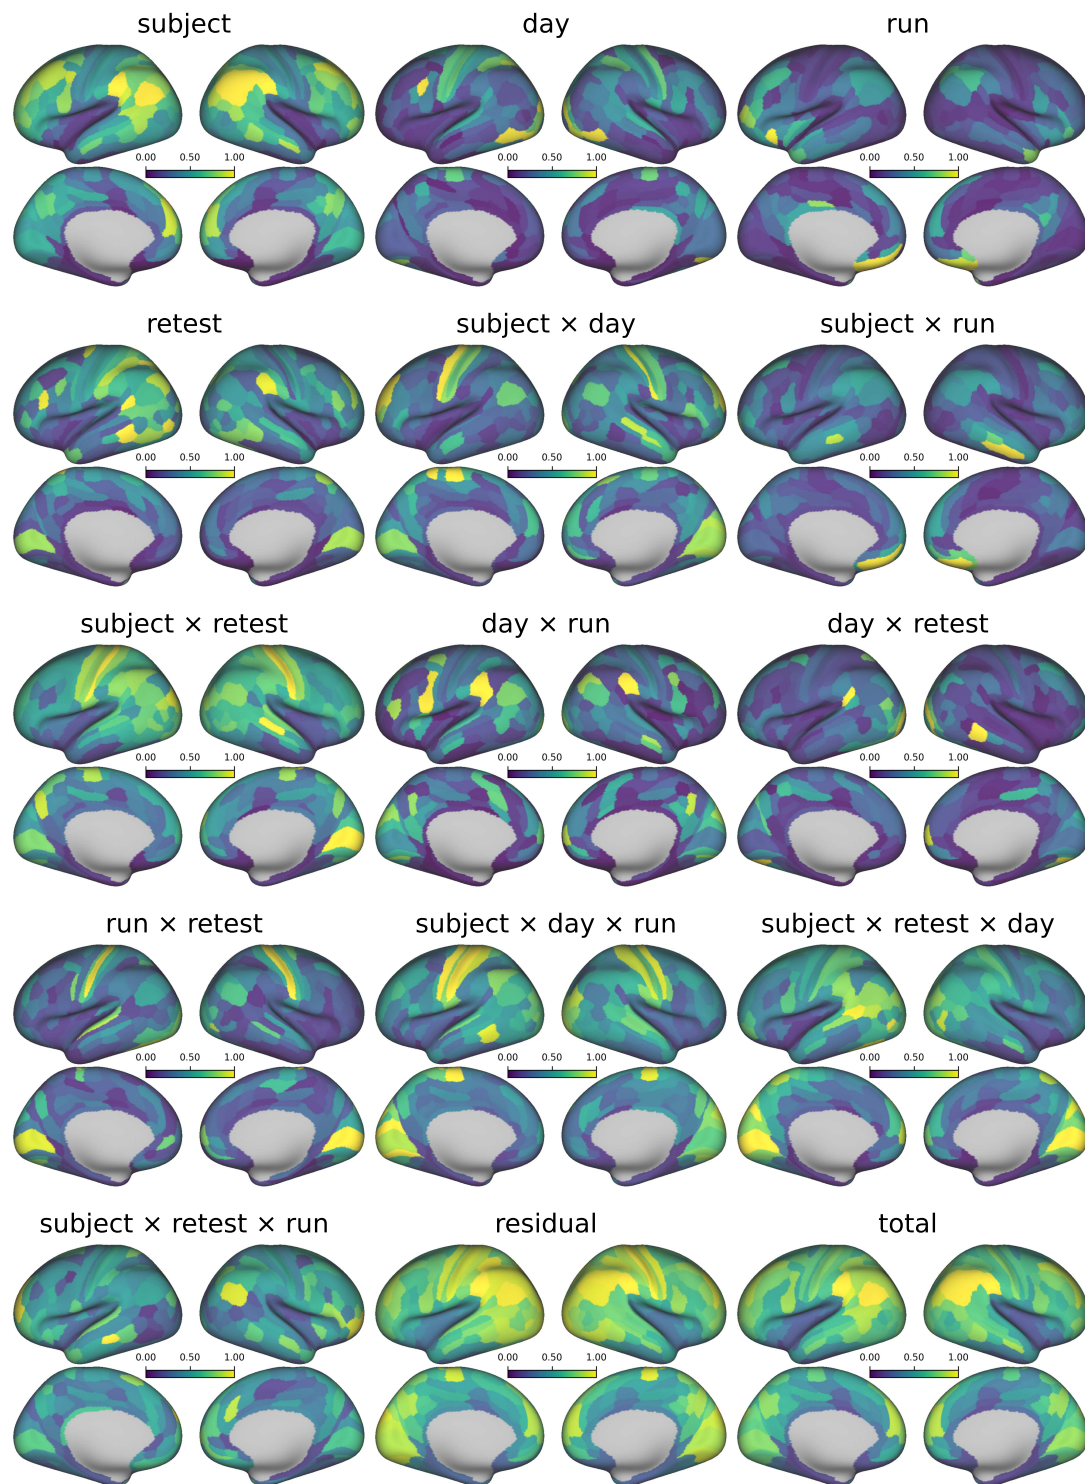 subject day run
0.00 0.50 1.00 0.00 0.50 1.00 0.00 0.50 1.00
retest subject × day subject × run
0.00 0.50 1.00 0.00 0.50 1.00 0.00 0.50 1.00
subject × retest day × run day × retest
0.00 0.50 1.00 0.00 0.50 1.00 0.00 0.50 1.00
run × retest subject × day × run subject × retest × day
0.00 0.50 1.00 0.00 0.50 1.00 0.00 0.50 1.00
subject × retest × run residual total
0.00 0.50 1.00 0.00 0.50 1.00 0.00 0.50 1.00